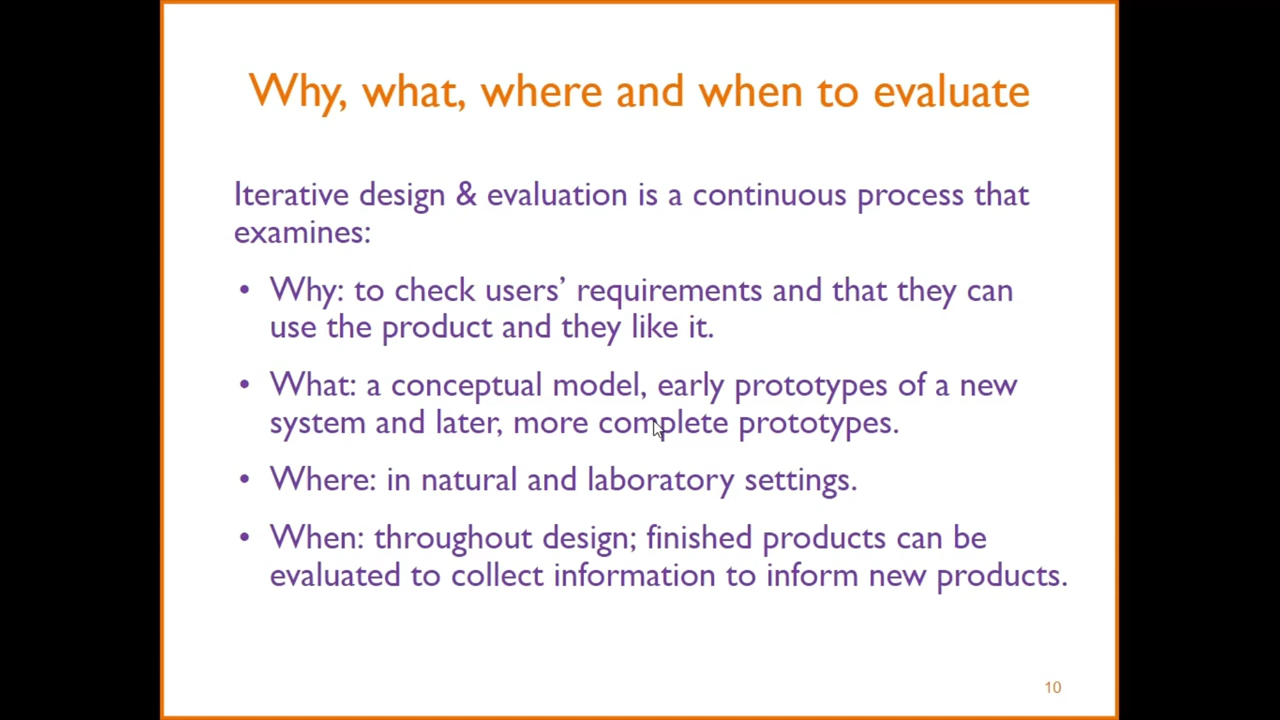 Why, what, where and when to evaluate
Iterative design & evaluation is a continuous process that
examines:
• Why: to check users’ requirements and that they can
use the product and they like it.
• What: a conceptual model, early prototypes of a new
system and later, more complete prototypes.
• Where: in natural and laboratory settings.
• When: throughout design; finished products can be
evaluated to collect information to inform new products.
10